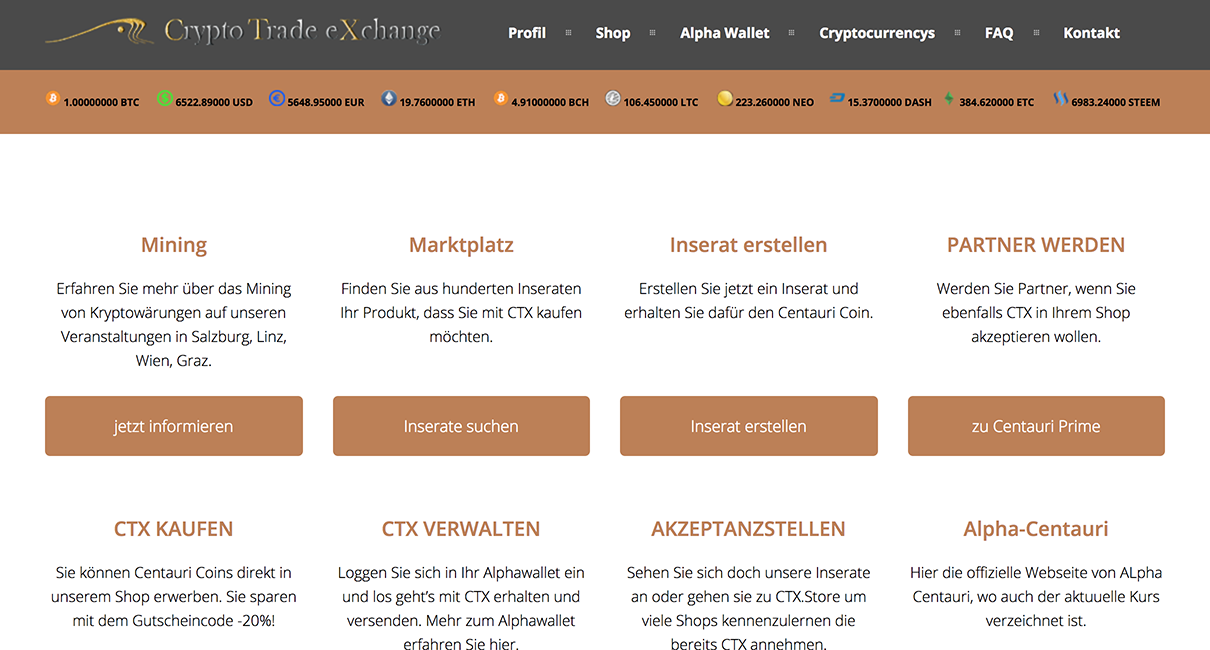 Crypto Trade eXchange
Profil Shop Alpha Wallet Cryptocurrencys FAQ Kontakt
1.00000000 BTC 6522.89000 USD 5648.95000 EUR 19.7600000 ETH 4.91000000 BCH 106.450000 LTC 223.260000 NEO 15.3700000 DASH 384.620000 ETC 6983.24000 STEEM
Mining
Erfahren Sie mehr über das Mining
von Kryptowärungen auf unseren
Veranstaltungen in Salzburg, Linz,
Wien, Graz.
jetzt informieren
Marktplatz
Finden Sie aus hunderten Inseraten
Ihr Produkt, dass Sie mit CTX kaufen
möchten.
Inserate suchen
Inserat erstellen
Erstellen Sie jetzt ein Inserat und
erhalten Sie dafür den Centauri Coin.
Inserat erstellen
PARTNER WERDEN
Werden Sie Partner, wenn Sie
ebenfalls CTX in Ihrem Shop
akzeptieren wollen.
zu Centauri Prime
CTX KAUFEN
Sie können Centauri Coins direkt in
unserem Shop erwerben. Sie sparen
mit dem Gutscheincode -20%!
CTX VERWALTEN
Loggen Sie sich in Ihr Alphawallet ein
und los geht's mit CTX erhalten und
versenden. Mehr zum Alphawallet
erfahren Sie hier.
AKZEPTANZSTELLEN
Sehen Sie sich doch unsere Inserate
an oder gehen sie zu CTX.Store um
viele Shops kennenzulernen die
bereits CTX annehmen.
Alpha-Centauri
Hier die offizielle Webseite von ALpha
Centauri, wo auch der aktuuelle Kurs
verzeichnet ist.